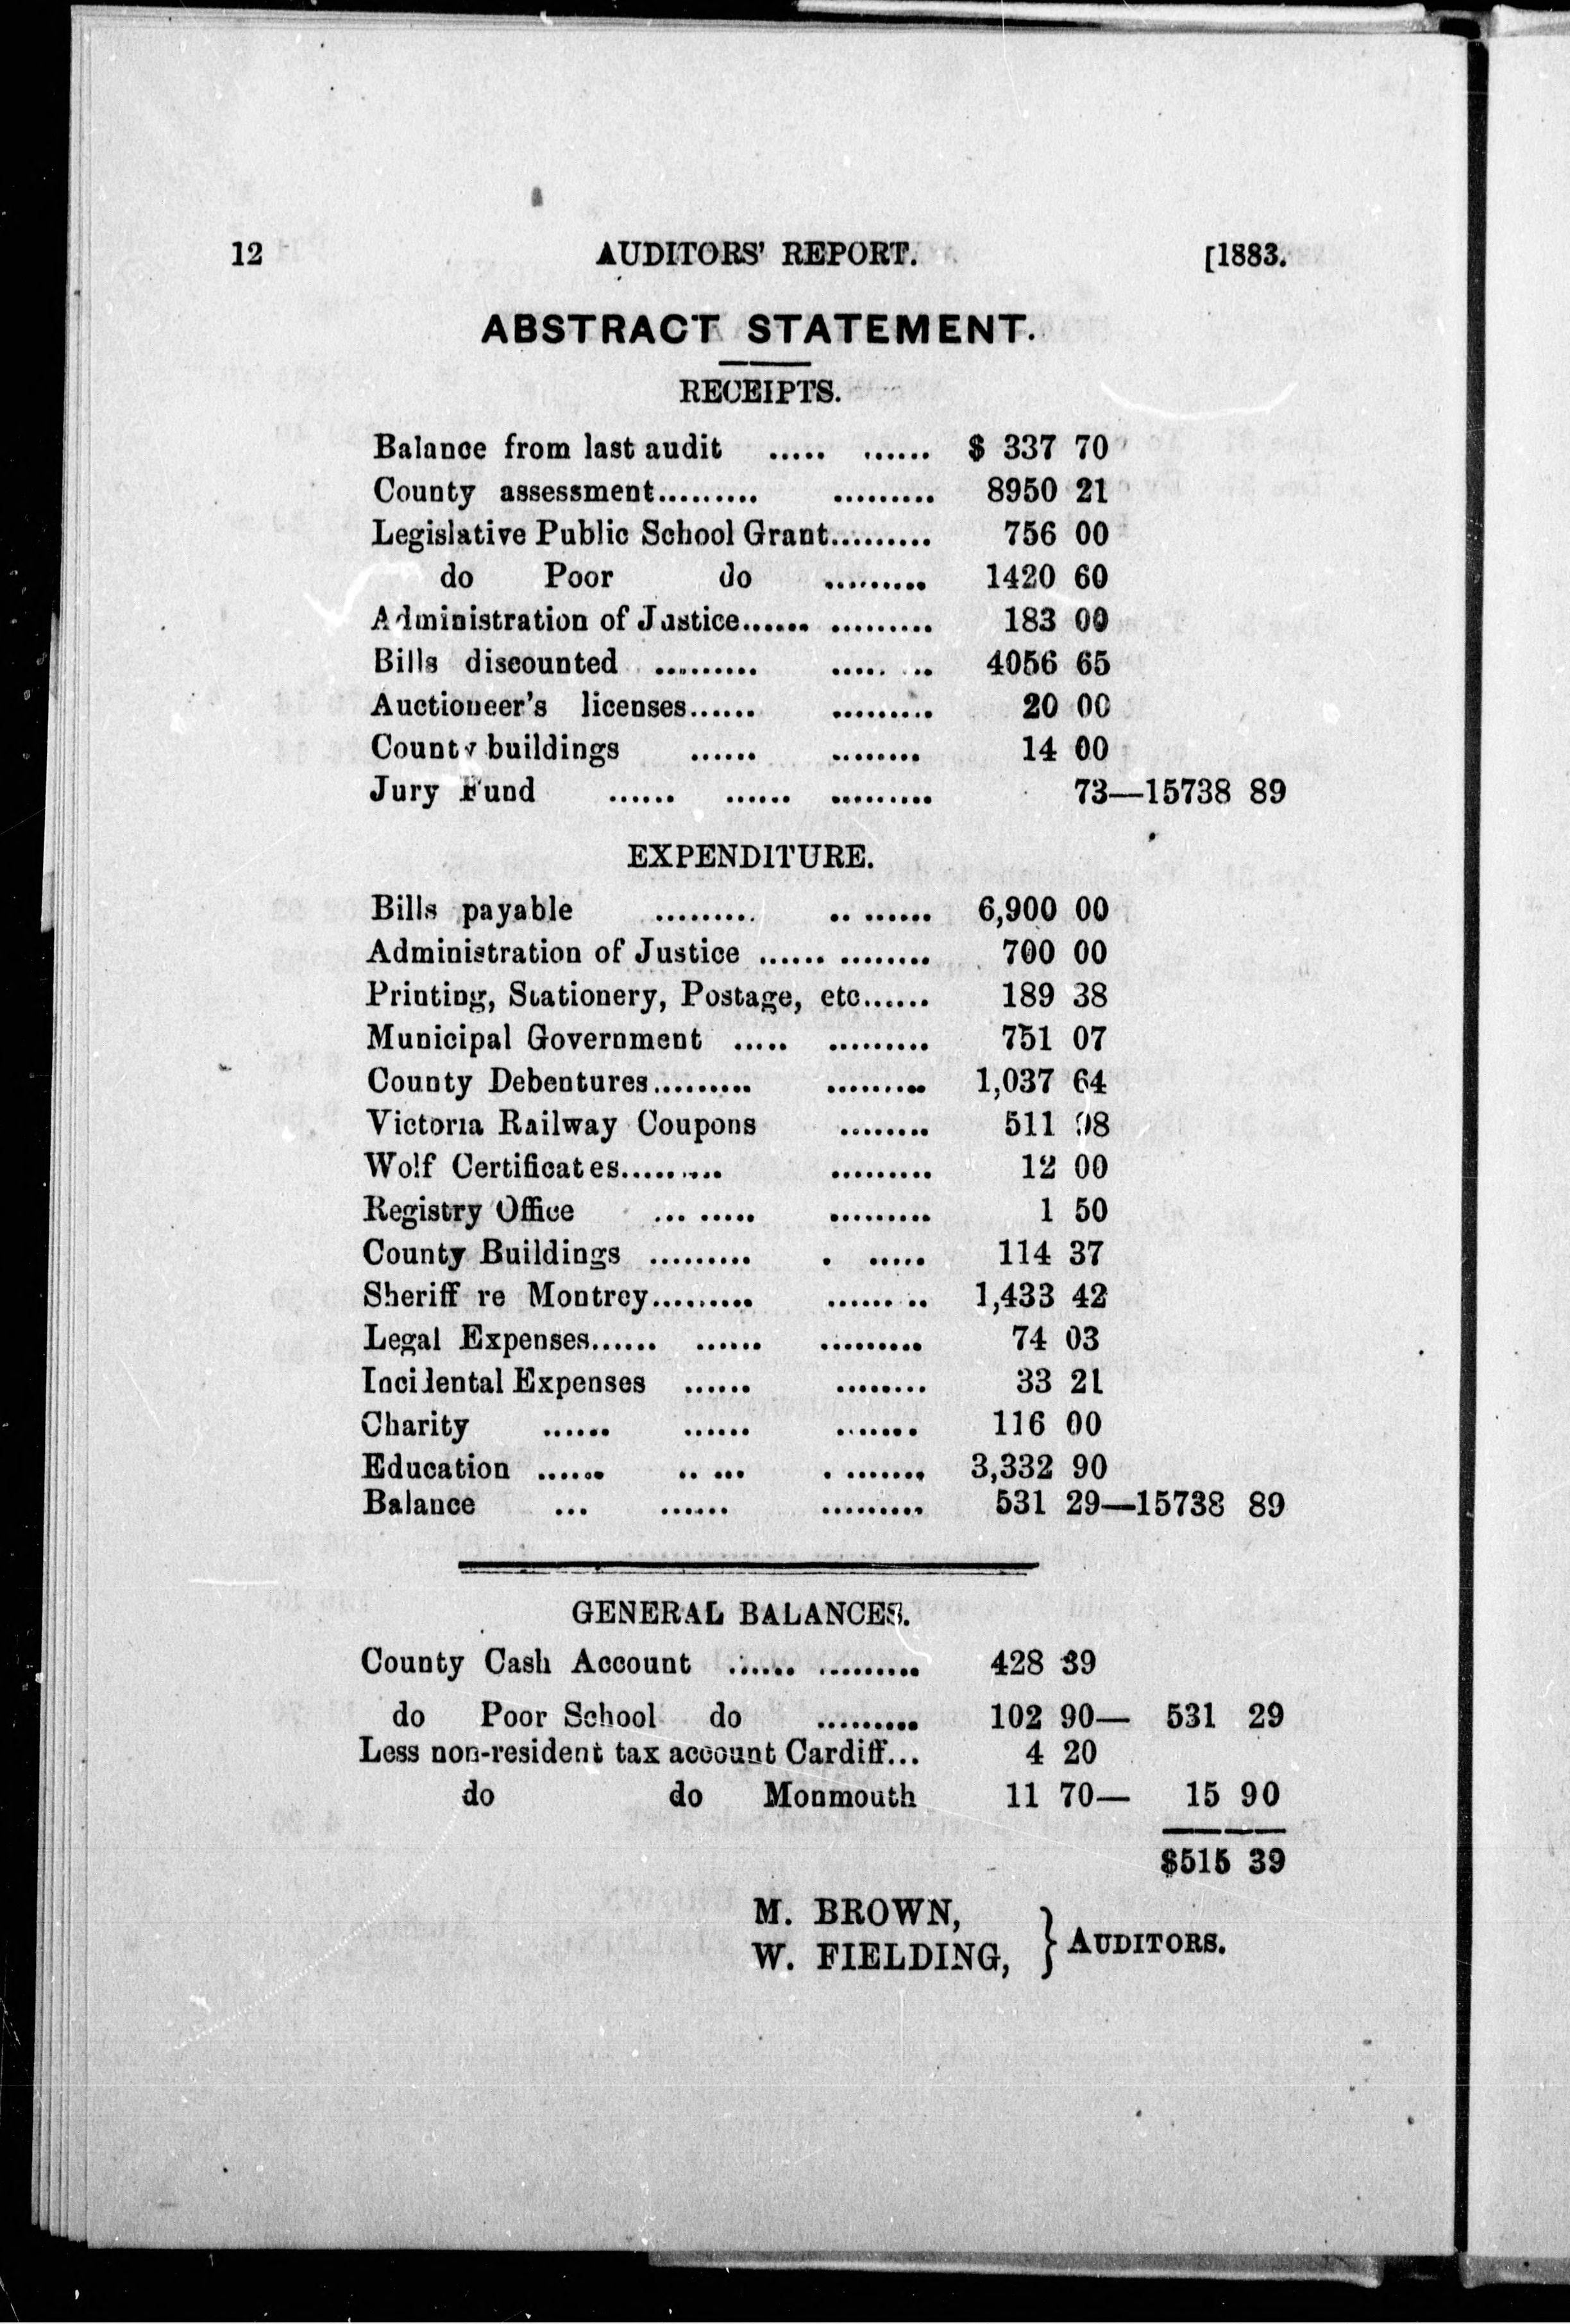 12 AUDITORS' REPORT. [1883.
ABSTRACT STATEMENT.
RECEIPTS.
Balance from last audit ..... ...... $ 337 70
County assessment......... ......... 8950 21
Legislative Public School Grant......... 756 00
do Poor do ......... 1420 60
Administration of Justice...... ......... 183 00
Bills discounted ......... ..... .. 4056 65
Auctioneer's licenses...... ......... 20 00
County buildings ...... ........ 14 00
Jury Fund ...... ...... ......... 73—15738 89
EXPENDITURE.
Bills payable ......... .. ...... 6,900 00
Administration of Justice ...... ........ 700 00
Printing, Stationery, Postage, etc...... 189 38
Municipal Government ..... ......... 751 07
County Debentures......... ......... 1,037 64
Victoria Railway Coupons ........ 511 98
Wolf Certificates......... ......... 12 00
Registry Office ... ..... ......... 1 50
County Buildings ......... . ..... 114 37
Sheriff re Montrey......... ...... .. 1,433 42
Legal Expenses...... ...... ......... 74 03
Incidental Expenses ...... ........ 33 21
Charity ...... ...... ....... 116 00
Education ...... .. ... . ....... 3,332 90
Balance ... ...... ......... 531 29—15738 89
GENERAL BALANCES.
County Cash Account ...... ......... 428 39
do Poor School do ......... 102 90— 531 29
Less non-resident tax account Cardiff... 4 20
do do Monmouth 11 70— 15 90
$515 39
M. BROWN,
W. FIELDING, } AUDITORS.